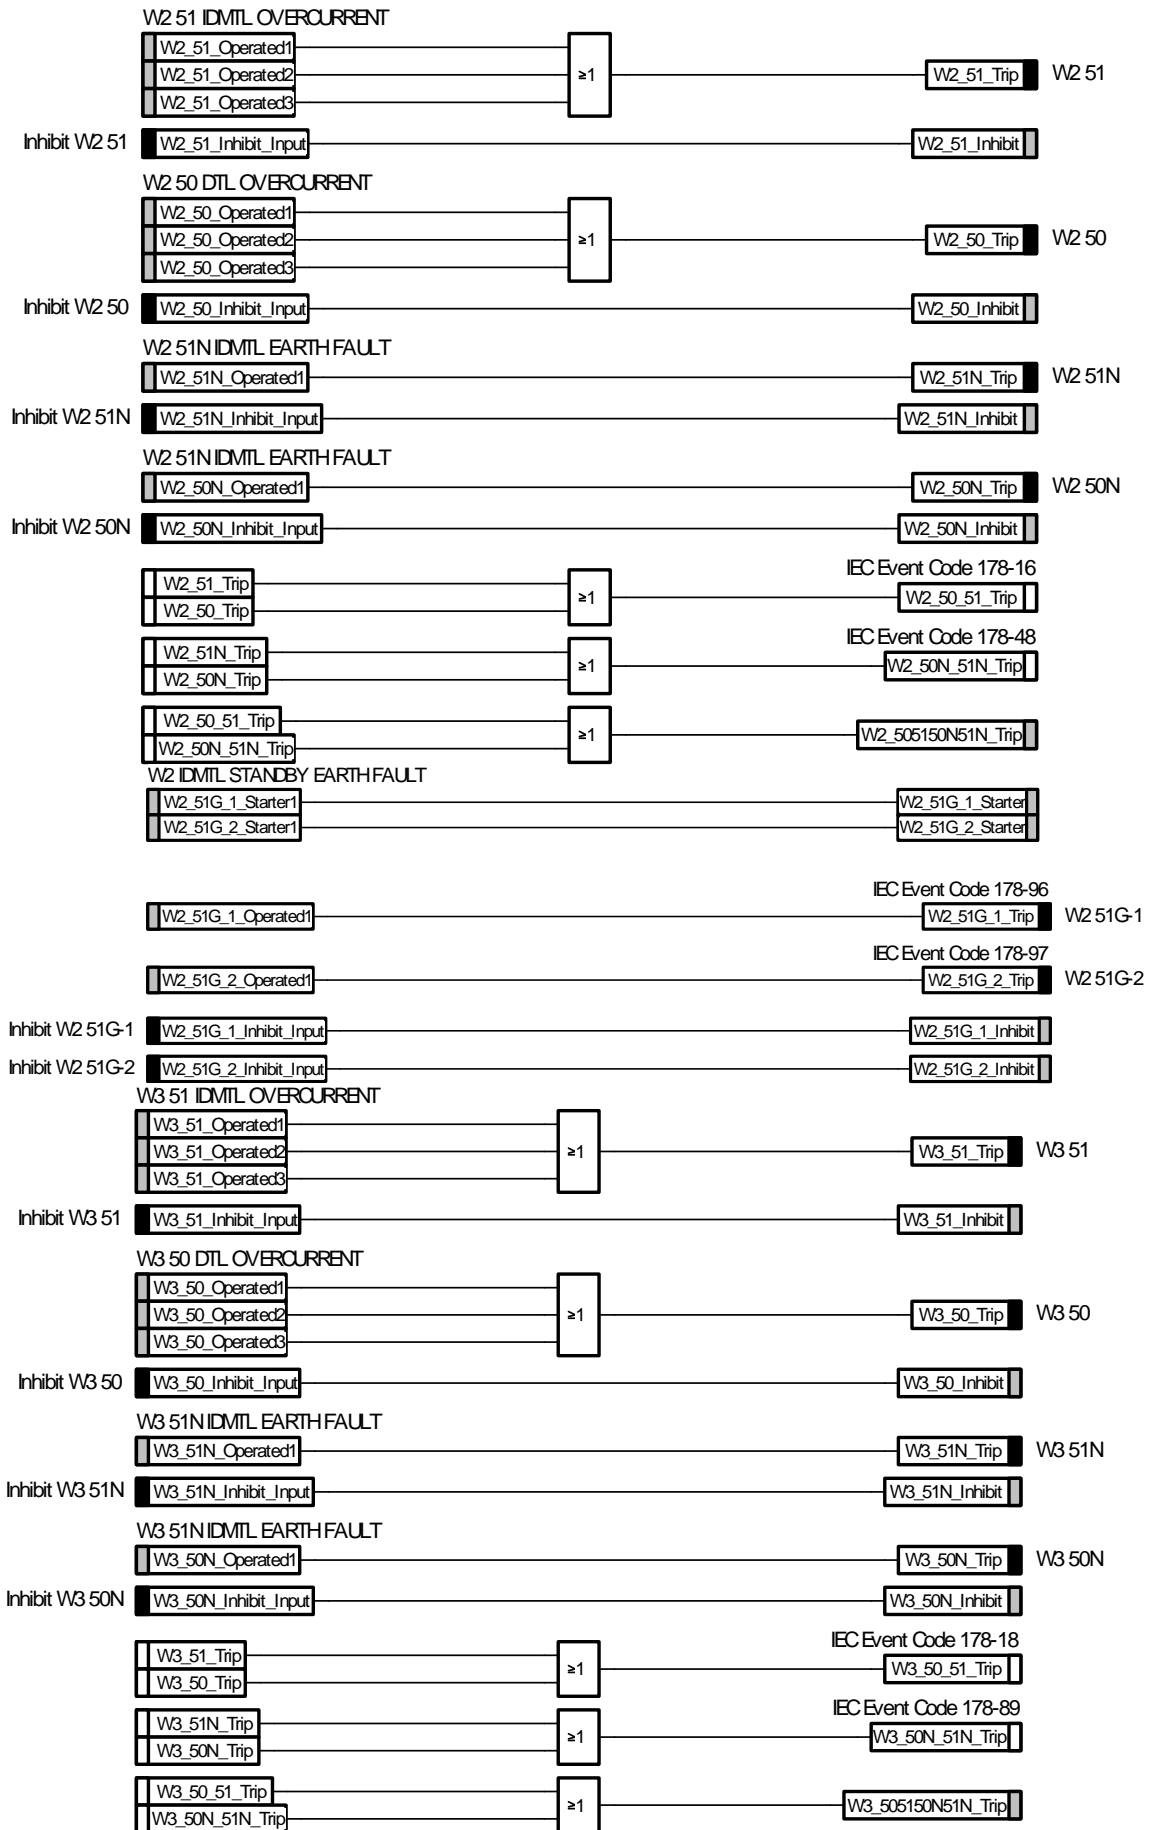 W2 51 IDMTL OVERCURRENT
W2_51_Operated1
W2_51_Operated2 ≥1 W2_51_Trip W2 51
W2_51_Operated3
Inhibit W2 51 W2_51_Inhibit_Input W2_51_Inhibit
W2 50 DTL OVERCURRENT
W2_50_Operated1
W2_50_Operated2 ≥1 W2_50_Trip W2 50
W2_50_Operated3
Inhibit W2 50 W2_50_Inhibit_Input W2_50_Inhibit
W2 51N IDMTL EARTH FAULT
W2_51N_Operated1 W2_51N_Trip W2 51N
Inhibit W2 51N W2_51N_Inhibit_Input W2_51N_Inhibit
W2 51N IDMTL EARTH FAULT
W2_50N_Operated1 W2_50N_Trip W2 50N
Inhibit W2 50N W2_50N_Inhibit_Input W2_50N_Inhibit
IEC Event Code 178-16
W2_51_Trip
≥1 W2_50_51_Trip
W2_50_Trip
IEC Event Code 178-48
W2_51N_Trip
≥1 W2_50N_51N_Trip
W2_50N_Trip
W2_50_51_Trip
≥1 W2_505150N51N_Trip
W2_50N_51N_Trip
W2 IDMTL STANDBY EARTH FAULT
W2_51G_1_Starter1 W2_51G_1_Starter
W2_51G_2_Starter1 W2_51G_2_Starter
IEC Event Code 178-96
W2_51G_1_Operated1 W2_51G_1_Trip W2 51G-1
IEC Event Code 178-97
W2_51G_2_Operated1 W2_51G_2_Trip W2 51G-2
Inhibit W2 51G-1 W2_51G_1_Inhibit_Input W2_51G_1_Inhibit
Inhibit W2 51G-2 W2_51G_2_Inhibit_Input W2_51G_2_Inhibit
W3 51 IDMTL OVERCURRENT
W3_51_Operated1
W3_51_Operated2 ≥1 W3_51_Trip W3 51
W3_51_Operated3
Inhibit W3 51 W3_51_Inhibit_Input W3_51_Inhibit
W3 50 DTL OVERCURRENT
W3_50_Operated1
W3_50_Operated2 ≥1 W3_50_Trip W3 50
W3_50_Operated3
Inhibit W3 50 W3_50_Inhibit_Input W3_50_Inhibit
W3 51N IDMTL EARTH FAULT
W3_51N_Operated1 W3_51N_Trip W3 51N
Inhibit W3 51N W3_51N_Inhibit_Input W3_51N_Inhibit
W3 51N IDMTL EARTH FAULT
W3_50N_Operated1 W3_50N_Trip W3 50N
Inhibit W3 50N W3_50N_Inhibit_Input W3_50N_Inhibit
IEC Event Code 178-18
W3_51_Trip
≥1 W3_50_51_Trip
W3_50_Trip
IEC Event Code 178-89
W3_51N_Trip
≥1 W3_50N_51N_Trip
W3_50N_Trip
W3_50_51_Trip
≥1 W3_505150N51N_Trip
W3_50N_51N_Trip